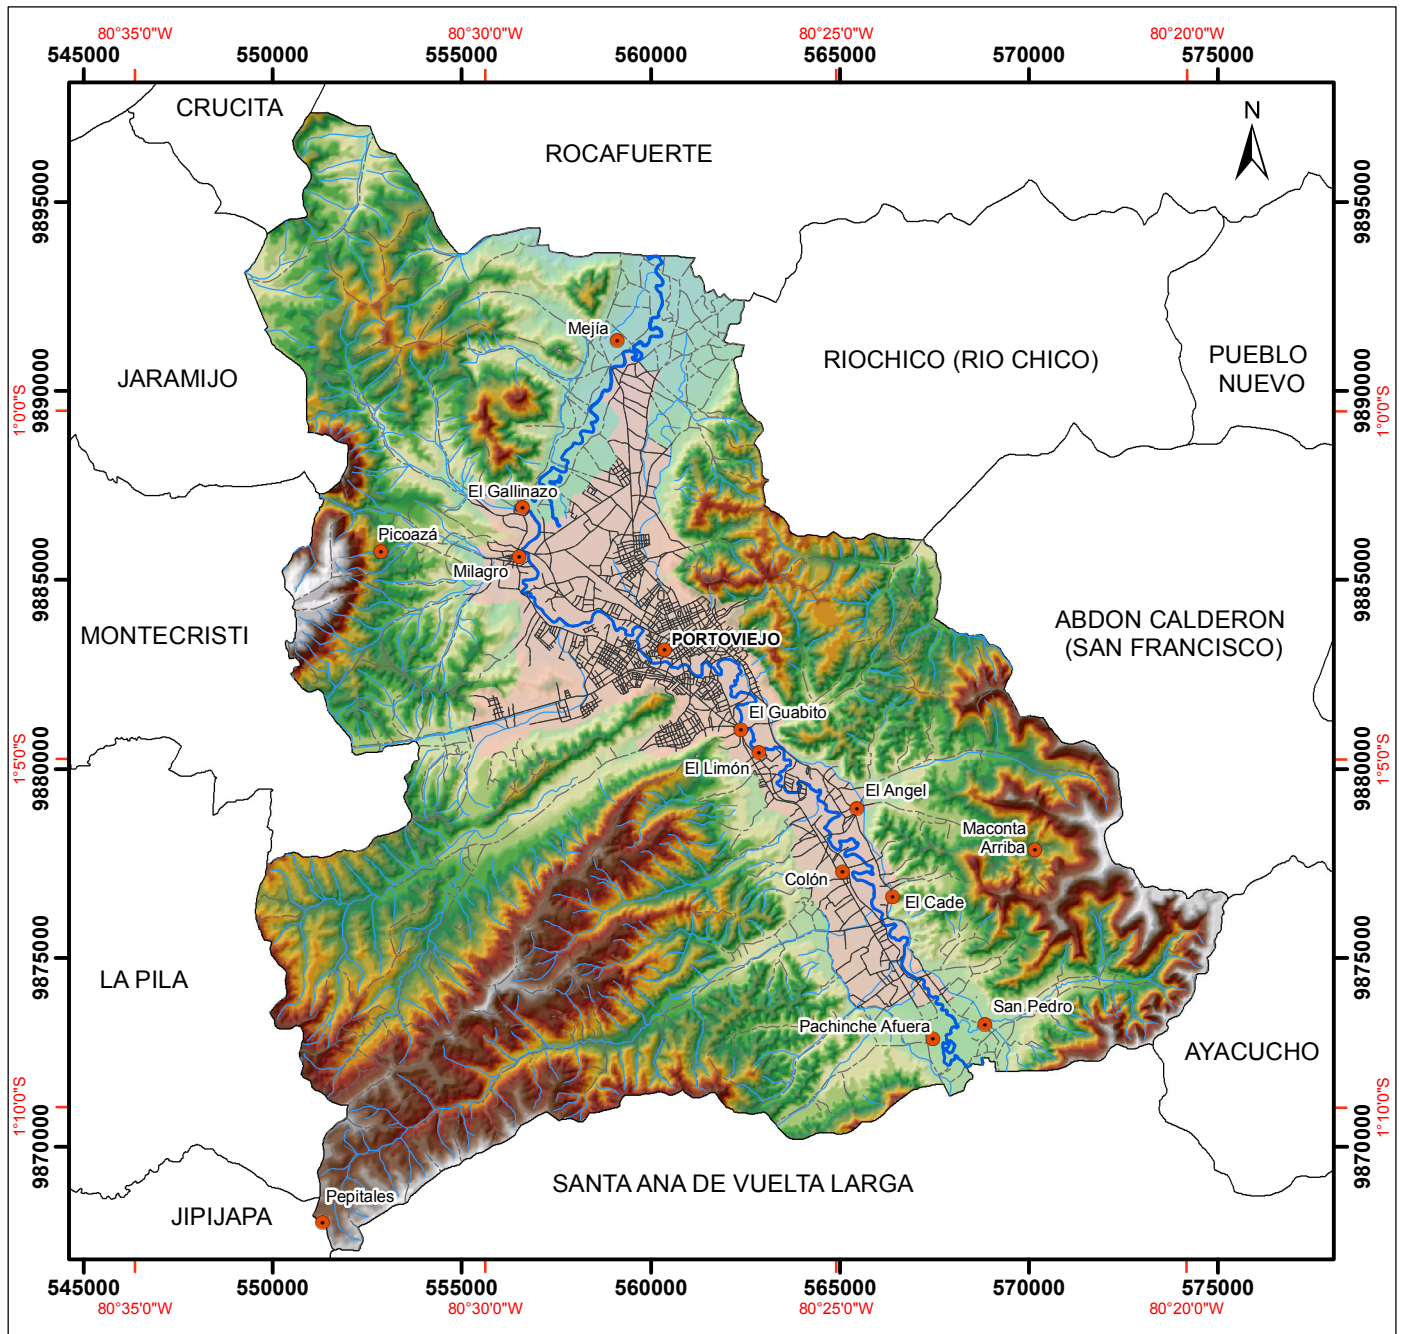 80°35'0"W 80°30'0"W 80°25'0"W 80°20'0"W
545000 550000 555000 560000 565000 570000 575000
CRUCITA
N
ROCAFUERTE
9895000 9895000
Mejía
RIOCHICO (RIO CHICO)
PUEBLO
NUEVO
JARAMIJO
9890000 9890000
1°0'0"S 1°0'0"S
El Gallinazo
Picoazá
Milagro
9885000 9885000
MONTECRISTI
PORTOVIEJO
ABDON CALDERON
(SAN FRANCISCO)
El Guabito
El Limón
1°5'0"S 1°5'0"S
9880000 9880000
El Angel
Maconta
Arriba
Colón
El Cade
9875000 9875000
LA PILA
San Pedro
Pachinche Afuera
AYACUCHO
1°10'0"S 1°10'0"S
9870000 9870000
SANTA ANA DE VUELTA LARGA
Pepitales
JIPIJAPA
545000 550000 555000 560000 565000 570000 575000
80°35'0"W 80°30'0"W 80°25'0"W 80°20'0"W